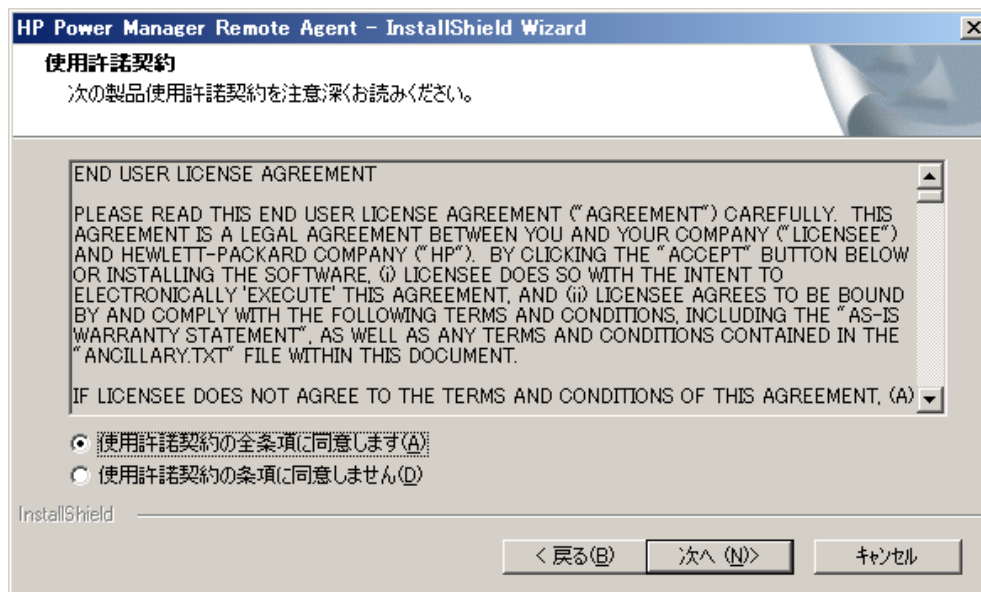 HP Power Manager Remote Agent - InstallShield Wizard
使用許諾契約
次の製品使用許諾契約を注意深くお読みください。
END USER LICENSE AGREEMENT
PLEASE READ THIS END USER LICENSE AGREEMENT ("AGREEMENT") CAREFULLY. THIS
AGREEMENT IS A LEGAL AGREEMENT BETWEEN YOU AND YOUR COMPANY ("LICENSEE")
AND HEWLETT-PACKARD COMPANY ("HP"). BY CLICKING THE "ACCEPT" BUTTON BELOW
OR INSTALLING THE SOFTWARE, (i) LICENSEE DOES SO WITH THE INTENT TO
ELECTRONICALLY 'EXECUTE' THIS AGREEMENT, AND (ii) LICENSEE AGREES TO BE BOUND
BY AND COMPLY WITH THE FOLLOWING TERMS AND CONDITIONS, INCLUDING THE "AS-IS
WARRANTY STATEMENT", AS WELL AS ANY TERMS AND CONDITIONS CONTAINED IN THE
"ANCILLARY.TXT" FILE WITHIN THIS DOCUMENT.
IF LICENSEE DOES NOT AGREE TO THE TERMS AND CONDITIONS OF THIS AGREEMENT, (A)
使用許諾契約の全条項に同意します(A)
使用許諾契約の条項に同意しません(D)
InstallShield
< 戻る(B) 次へ (N)> キャンセル